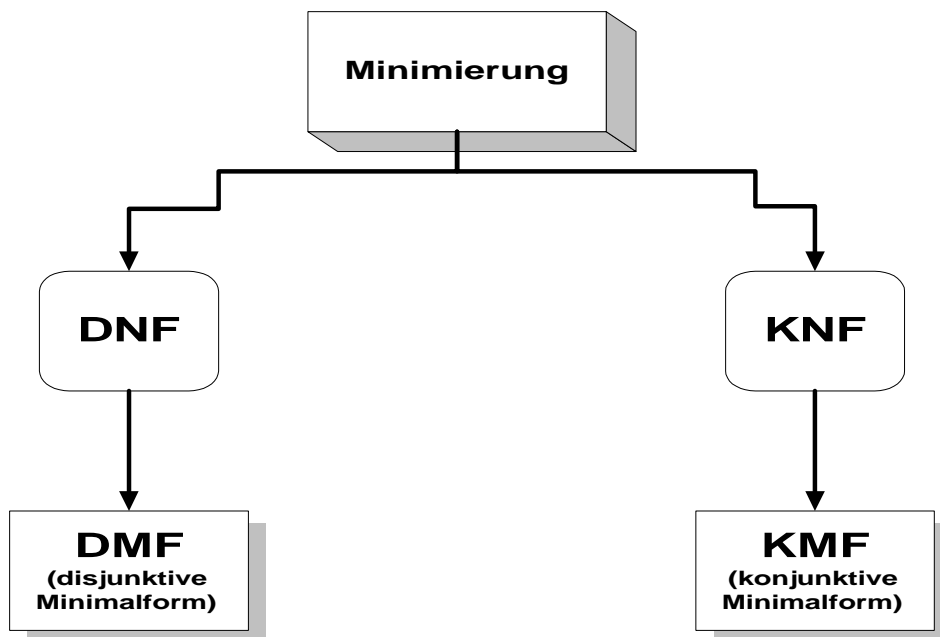 Minimierung
DNF
KNF
DMF
(disjunktive
Minimalform)
KMF
(konjunktive
Minimalform)